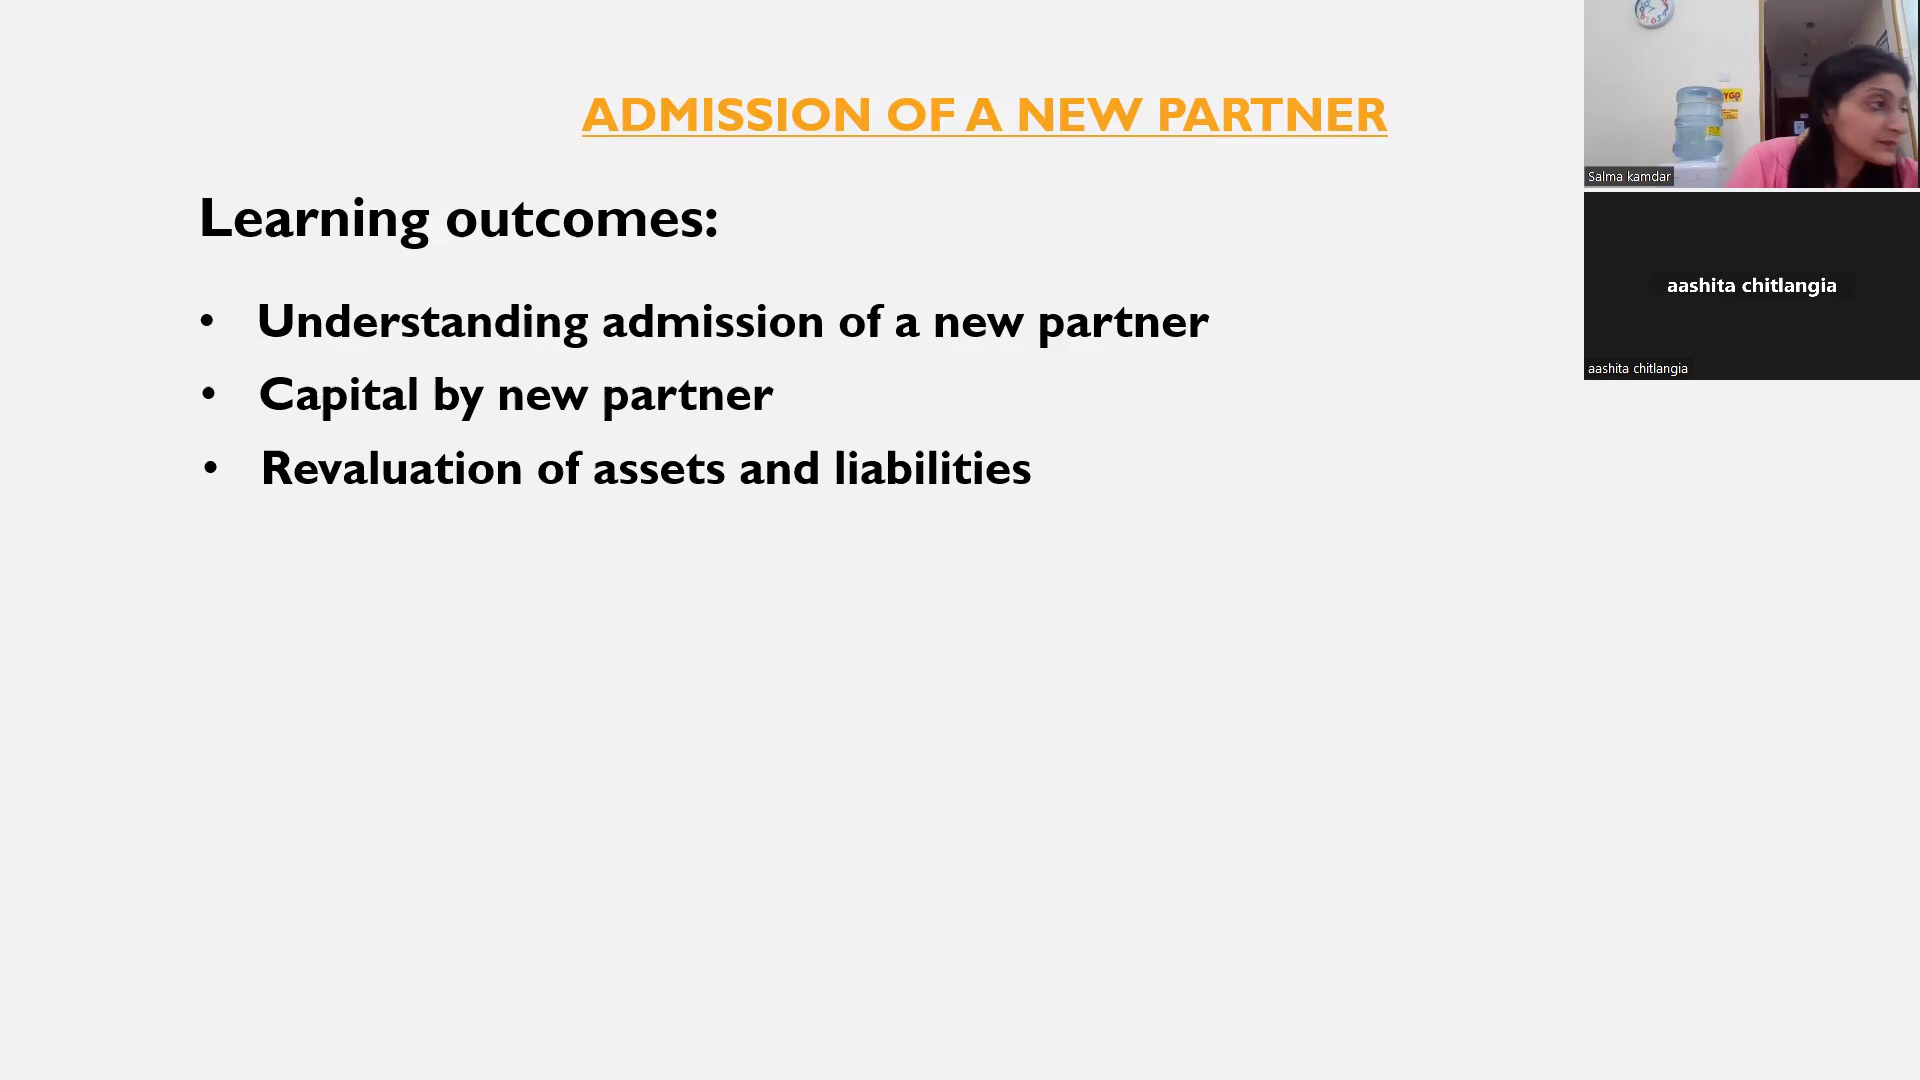 ADMISSION OF A NEW PARTNER
Learning outcomes:
• Understanding admission of a new partner
• Capital by new partner
• Revaluation of assets and liabilities
Salma kamdar
aashita chitlangia
aashita chitlangia